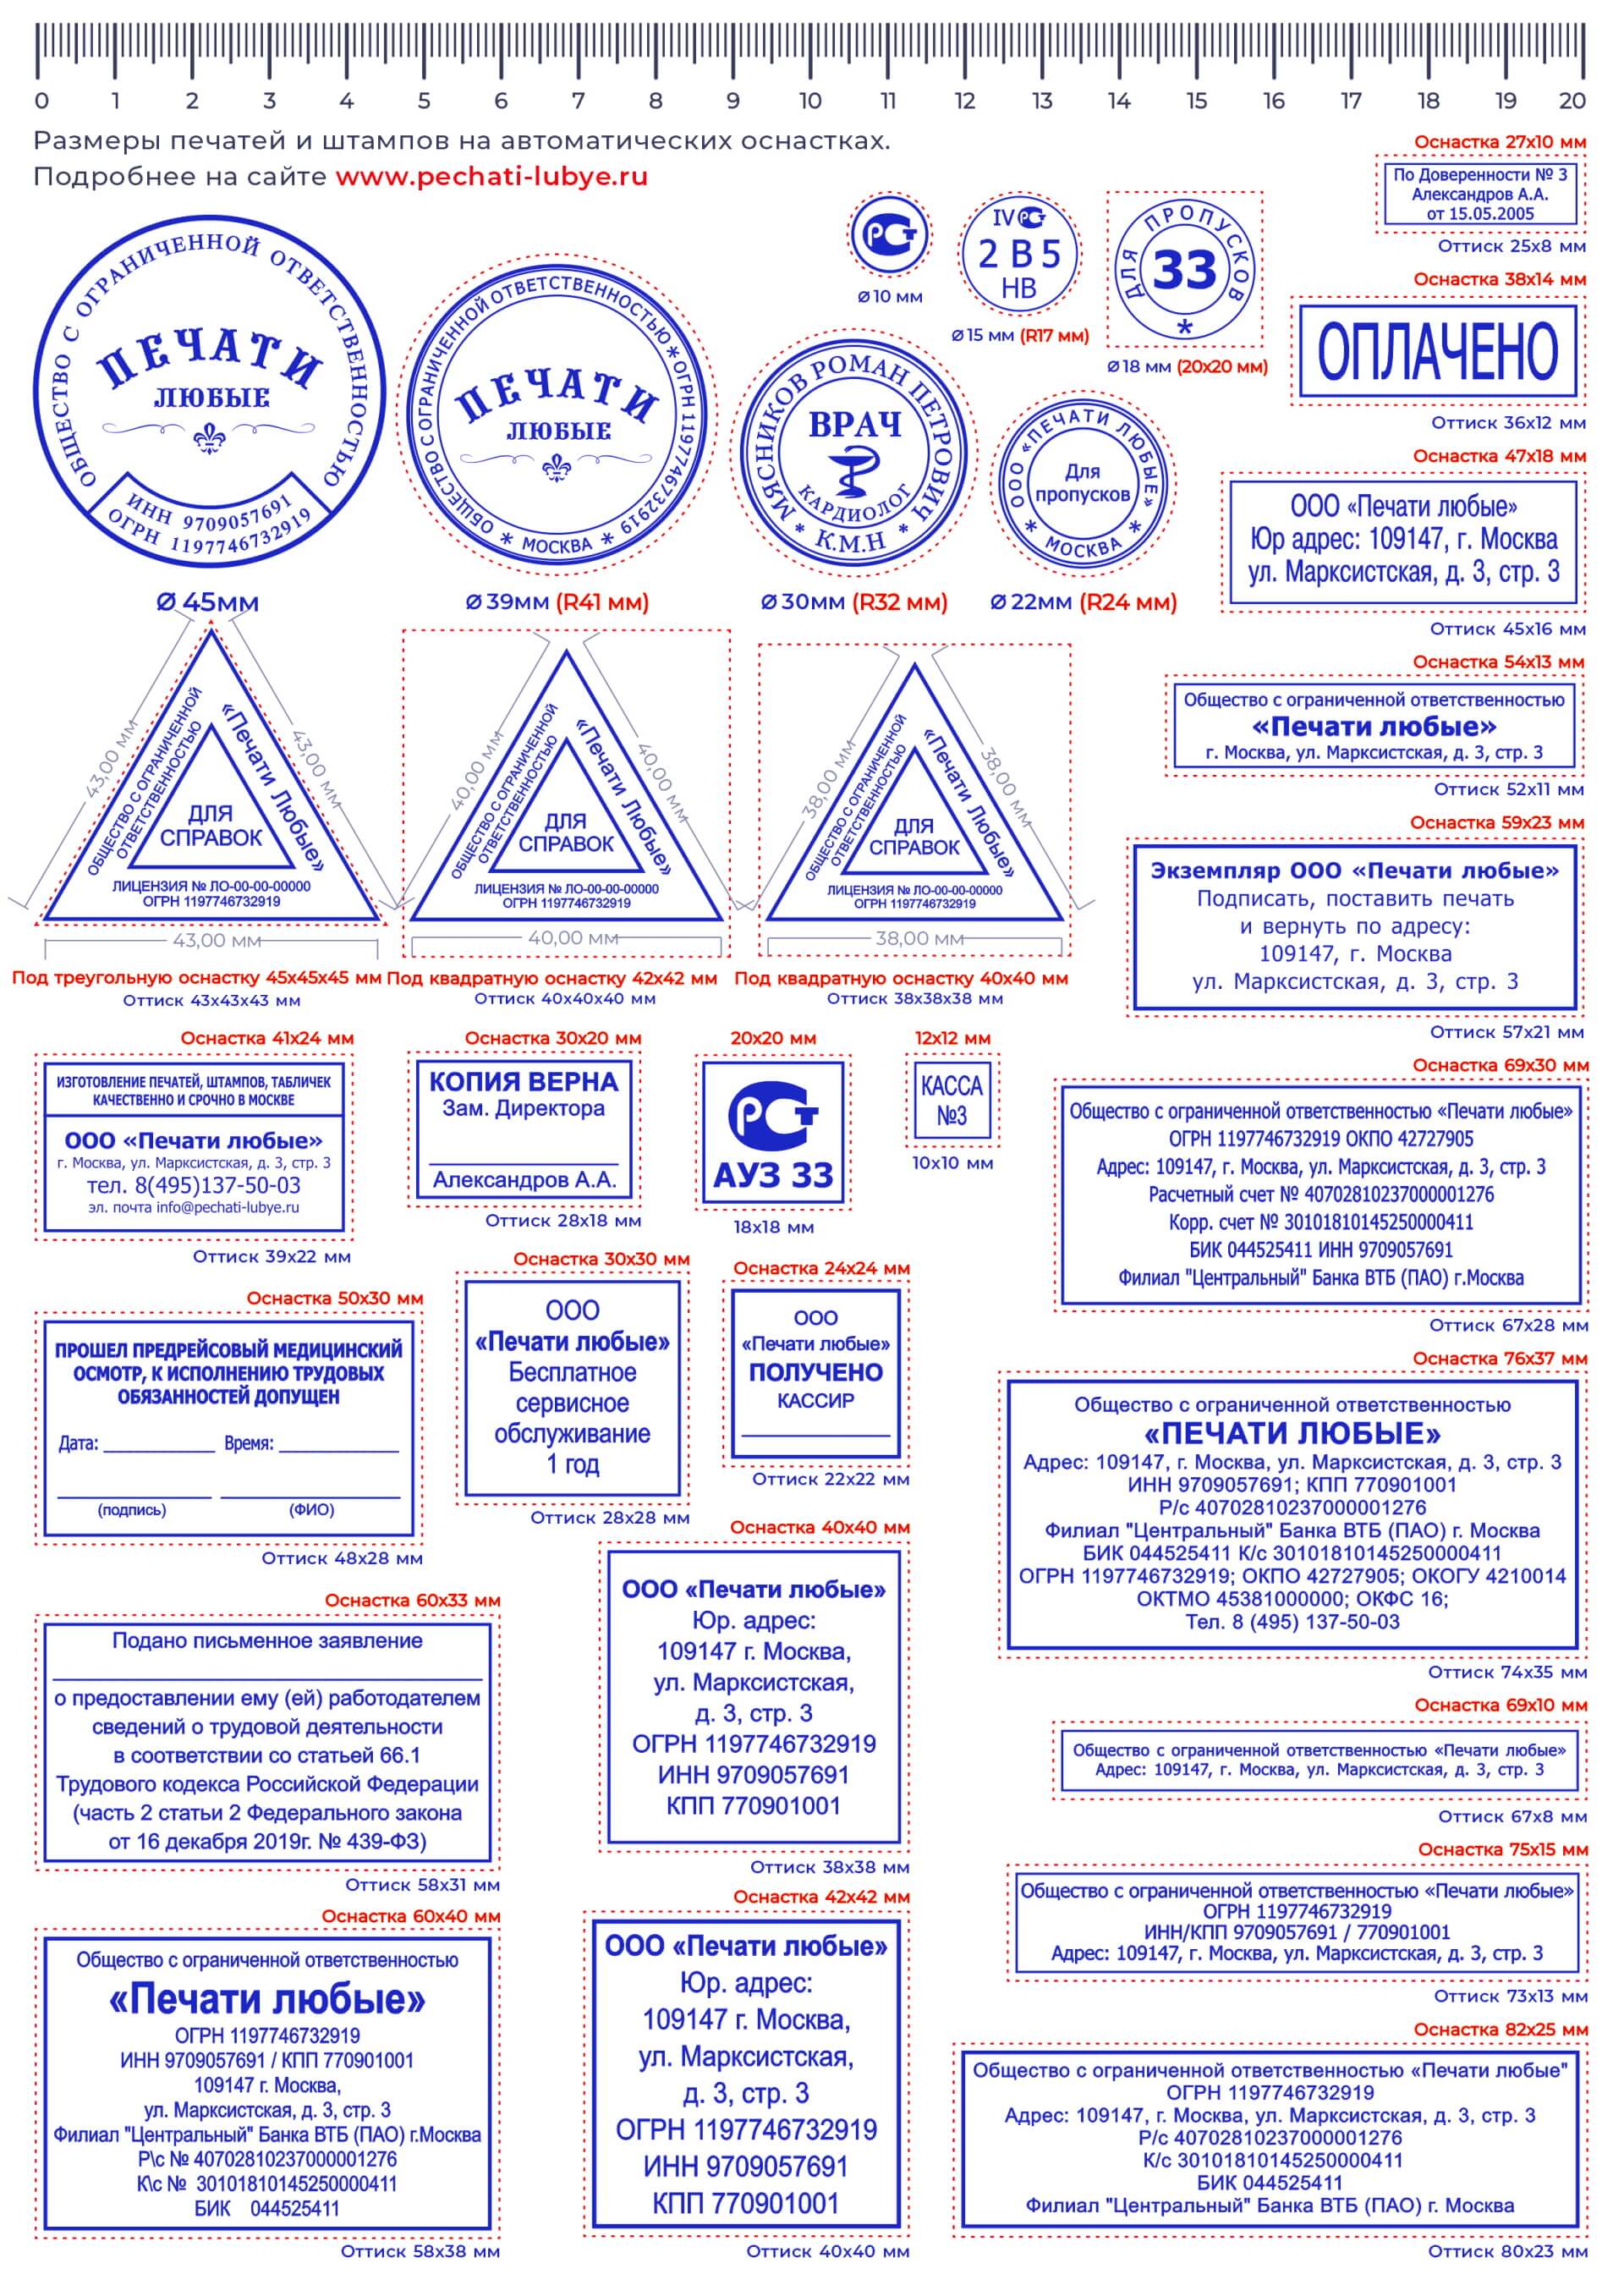 0 1 2 3 4 5 6 7 8 9 10 11 12 13 14 15 16 17 18 19 20
Размеры печатей и штампов на автоматических оснастках.
Подробнее на сайте www.pechati-lubye.ru
Оснастка 27x10 мм
По Доверенности № 3
Александров А.А.
от 15.05.2005
Оттиск 25x8 мм
ОБЩЕСТВО С ОГРАНИЧЕННОЙ ОТВЕТСТВЕННОСТЬЮ
ПЕЧАТИ
ЛЮБЫЕ
ИНН 9709057691
ОГРН 1197746732919
⌀ 45мм
ОБЩЕСТВО С ОГРАНИЧЕННОЙ ОТВЕТСТВЕННОСТЬЮ * ОГРН 1197746732919
* МОСКВА *
ПЕЧАТИ
ЛЮБЫЕ
⌀ 39мм (R41 мм)
РСТ
⌀ 10 мм
IV РСТ
2 В 5
НВ
⌀ 15 мм (R17 мм)
ДЛЯ ПРОПУСКОВ
33
*
⌀ 18 мм (20x20 мм)
МЯСНИКОВ РОМАН ПЕТРОВИЧ
ВРАЧ
КАРДИОЛОГ
* К.М.Н *
⌀ 30мм (R32 мм)
ООО «ПЕЧАТИ ЛЮБЫЕ»
Для
пропусков
* МОСКВА *
⌀ 22мм (R24 мм)
Оснастка 38x14 мм
ОПЛАЧЕНО
Оттиск 36x12 мм
Оснастка 47x18 мм
ООО «Печати любые»
Юр адрес: 109147, г. Москва
ул. Марксистская, д. 3, стр. 3
Оттиск 45x16 мм
Оснастка 54x13 мм
Общество с ограниченной ответственностью
«Печати любые»
г. Москва, ул. Марксистская, д. 3, стр. 3
Оттиск 52x11 мм
43,00 мм
43,00 мм
ОБЩЕСТВО С ОГРАНИЧЕННОЙ
ОТВЕТСТВЕННОСТЬЮ
«Печати Любые»
ДЛЯ
СПРАВОК
ЛИЦЕНЗИЯ № ЛО-00-00-00000
ОГРН 1197746732919
43,00 мм
Под треугольную оснастку 45x45x45 мм
Оттиск 43x43x43 мм
40,00 мм
40,00 мм
ОБЩЕСТВО С ОГРАНИЧЕННОЙ
ОТВЕТСТВЕННОСТЬЮ
«Печати Любые»
ДЛЯ
СПРАВОК
ЛИЦЕНЗИЯ № ЛО-00-00-00000
ОГРН 1197746732919
40,00 мм
Под квадратную оснастку 42x42 мм
Оттиск 40x40x40 мм
38,00 мм
38,00 мм
ОБЩЕСТВО С ОГРАНИЧЕННОЙ
ОТВЕТСТВЕННОСТЬЮ
«Печати Любые»
ДЛЯ
СПРАВОК
ЛИЦЕНЗИЯ № ЛО-00-00-00000
ОГРН 1197746732919
38,00 мм
Под квадратную оснастку 40x40 мм
Оттиск 38x38x38 мм
Оснастка 59x23 мм
Экземпляр ООО «Печати любые»
Подписать, поставить печать
и вернуть по адресу:
109147, г. Москва
ул. Марксистская, д. 3, стр. 3
Оттиск 57x21 мм
Оснастка 41x24 мм
ИЗГОТОВЛЕНИЕ ПЕЧАТЕЙ, ШТАМПОВ, ТАБЛИЧЕК
КАЧЕСТВЕННО И СРОЧНО В МОСКВЕ
ООО «Печати любые»
г. Москва, ул. Марксистская, д. 3, стр. 3
тел. 8(495)137-50-03
эл. почта info@pechati-lubye.ru
Оттиск 39x22 мм
Оснастка 30x20 мм
КОПИЯ ВЕРНА
Зам. Директора
Александров А.А.
Оттиск 28x18 мм
20x20 мм
РСТ
АУЗ 33
18x18 мм
12x12 мм
КАССА
№3
10x10 мм
Оснастка 69x30 мм
Общество с ограниченной ответственностью «Печати любые»
ОГРН 1197746732919 ОКПО 42727905
Адрес: 109147, г. Москва, ул. Марксистская, д. 3, стр. 3
Расчетный счет № 40702810237000001276
Корр. счет № 30101810145250000411
БИК 044525411 ИНН 9709057691
Филиал "Центральный" Банка ВТБ (ПАО) г.Москва
Оттиск 67x28 мм
Оснастка 50x30 мм
ПРОШЕЛ ПРЕДРЕЙСОВЫЙ МЕДИЦИНСКИЙ
ОСМОТР, К ИСПОЛНЕНИЮ ТРУДОВЫХ
ОБЯЗАННОСТЕЙ ДОПУЩЕН
Дата: ____________ Время: _____________
(подпись) (ФИО)
Оттиск 48x28 мм
Оснастка 30x30 мм
ООО
«Печати любые»
Бесплатное
сервисное
обслуживание
1 год
Оттиск 28x28 мм
Оснастка 24x24 мм
ООО
«Печати любые»
ПОЛУЧЕНО
КАССИР
Оттиск 22x22 мм
Оснастка 76x37 мм
Общество с ограниченной ответственностью
«ПЕЧАТИ ЛЮБЫЕ»
Адрес: 109147, г. Москва, ул. Марксистская, д. 3, стр. 3
ИНН 9709057691; КПП 770901001
Р/с 40702810237000001276
Филиал "Центральный" Банка ВТБ (ПАО) г. Москва
БИК 044525411 К/с 30101810145250000411
ОГРН 1197746732919; ОКПО 42727905; ОКОГУ 4210014
ОКТМО 45381000000; ОКФС 16;
Тел. 8 (495) 137-50-03
Оттиск 74x35 мм
Оснастка 60x33 мм
Подано письменное заявление
о предоставлении ему (ей) работодателем
сведений о трудовой деятельности
в соответствии со статьей 66.1
Трудового кодекса Российской Федерации
(часть 2 статьи 2 Федерального закона
от 16 декабря 2019г. № 439-ФЗ)
Оттиск 58x31 мм
Оснастка 40x40 мм
ООО «Печати любые»
Юр. адрес:
109147 г. Москва,
ул. Марксистская,
д. 3, стр. 3
ОГРН 1197746732919
ИНН 9709057691
КПП 770901001
Оттиск 38x38 мм
Оснастка 69x10 мм
Общество с ограниченной ответственностью «Печати любые»
Адрес: 109147, г. Москва, ул. Марксистская, д. 3, стр. 3
Оттиск 67x8 мм
Оснастка 75x15 мм
Общество с ограниченной ответственностью «Печати любые»
ОГРН 1197746732919
ИНН/КПП 9709057691 / 770901001
Адрес: 109147, г. Москва, ул. Марксистская, д. 3, стр. 3
Оттиск 73x13 мм
Оснастка 60x40 мм
Общество с ограниченной ответственностью
«Печати любые»
ОГРН 1197746732919
ИНН 9709057691 / КПП 770901001
109147 г. Москва,
ул. Марксистская, д. 3, стр. 3
Филиал "Центральный" Банка ВТБ (ПАО) г.Москва
Р\с № 40702810237000001276
К\с № 30101810145250000411
БИК 044525411
Оттиск 58x38 мм
Оснастка 42x42 мм
ООО «Печати любые»
Юр. адрес:
109147 г. Москва,
ул. Марксистская,
д. 3, стр. 3
ОГРН 1197746732919
ИНН 9709057691
КПП 770901001
Оттиск 40x40 мм
Оснастка 82x25 мм
Общество с ограниченной ответственностью «Печати любые"
ОГРН 1197746732919
Адрес: 109147, г. Москва, ул. Марксистская, д. 3, стр. 3
Р/с 40702810237000001276
К/с 30101810145250000411
БИК 044525411
Филиал "Центральный" Банка ВТБ (ПАО) г. Москва
Оттиск 80x23 мм